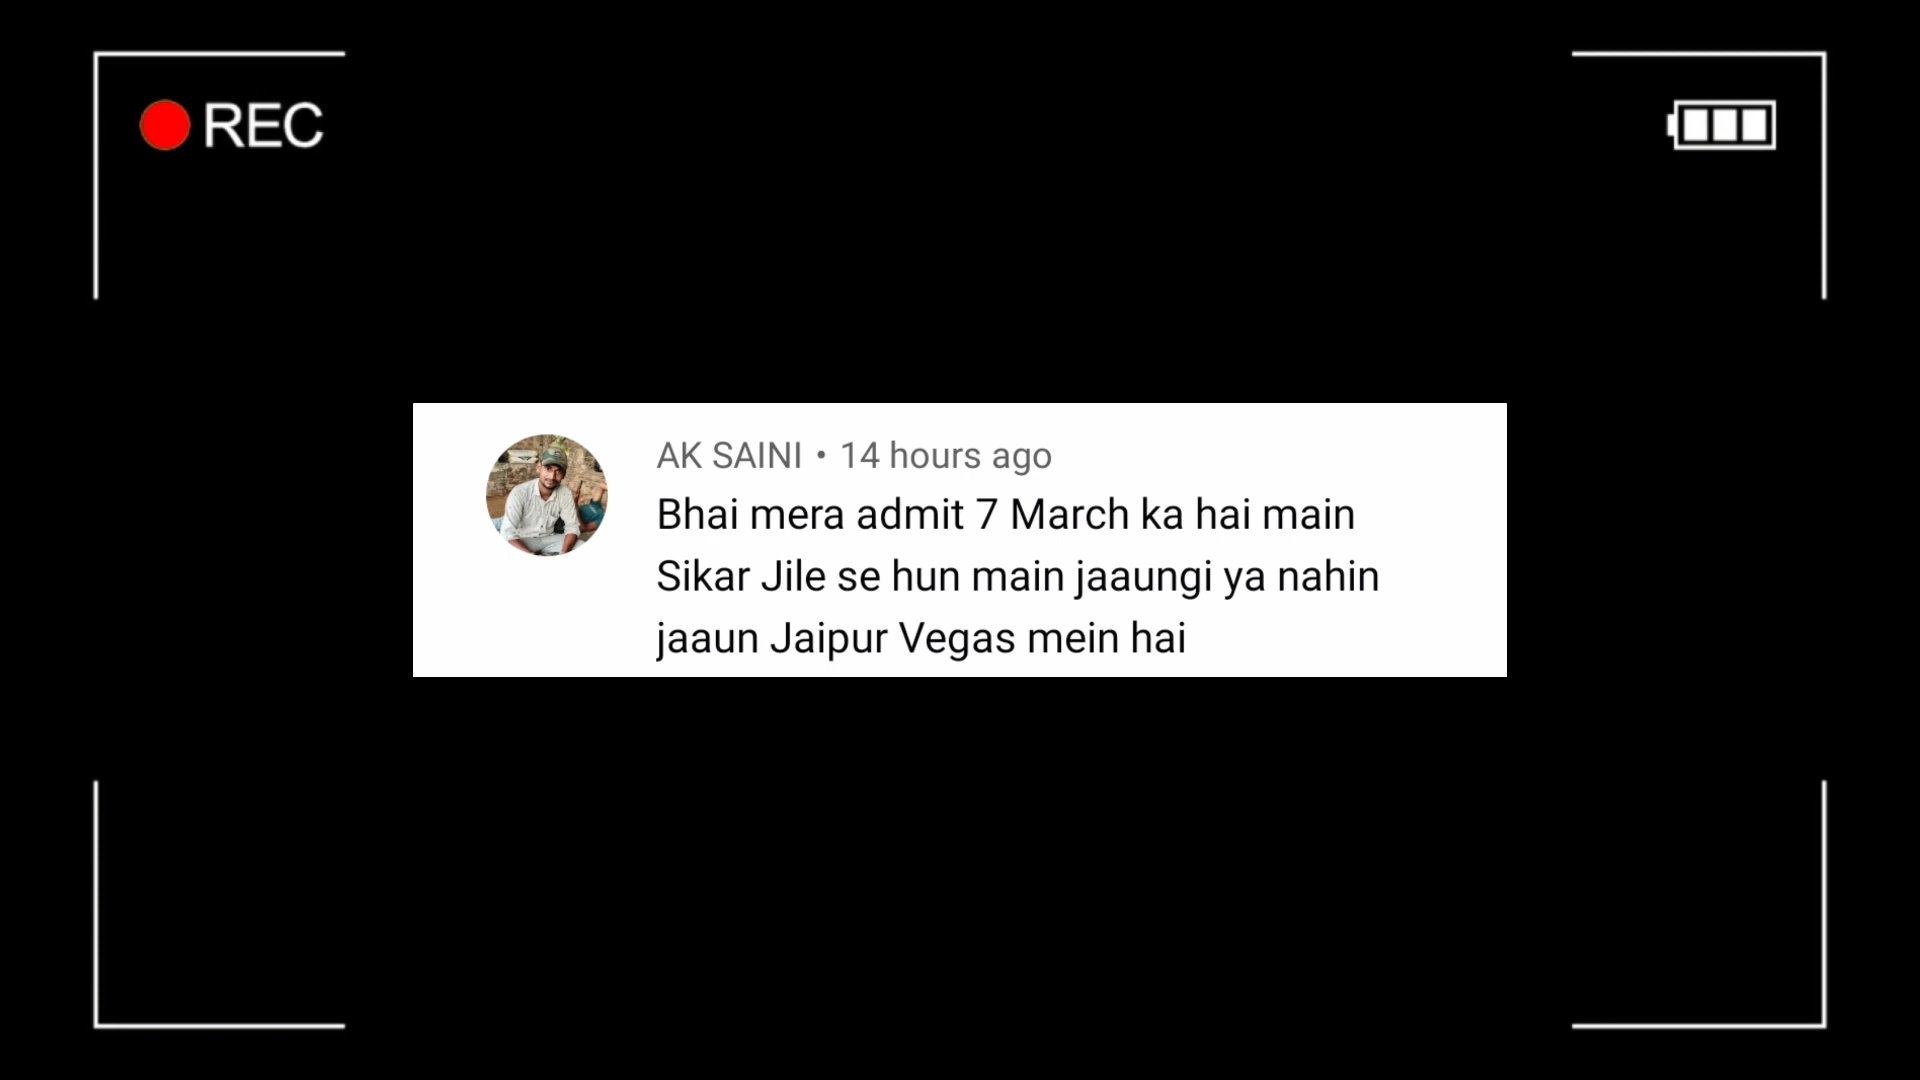 REC
AK SAINI • 14 hours ago
Bhai mera admit 7 March ka hai main
Sikar Jile se hun main jaaungi ya nahin
jaaun Jaipur Vegas mein hai